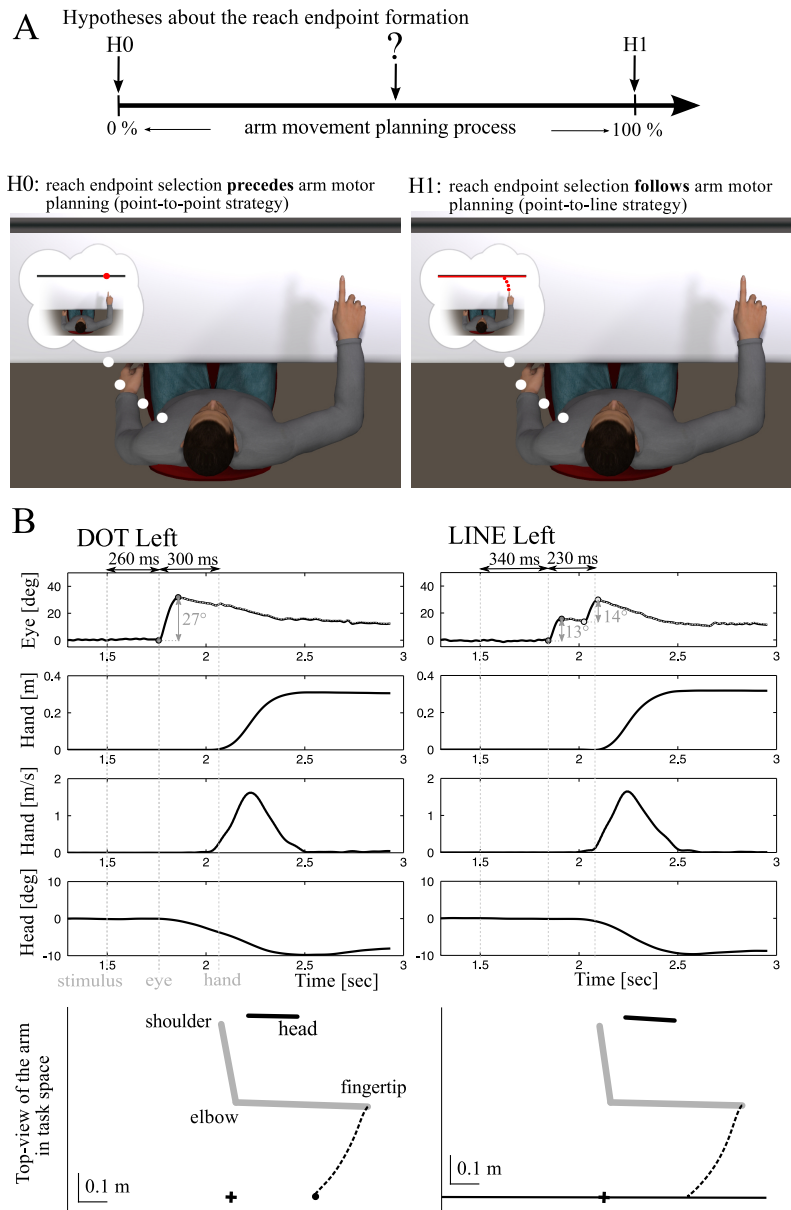 A
Hypotheses about the reach endpoint formation
H0
?
H1
0 %
arm movement planning process
100 %
H0: reach endpoint selection precedes arm motor
planning (point-to-point strategy)
H1: reach endpoint selection follows arm motor
planning (point-to-line strategy)
B
DOT Left
LINE Left
260 ms 300 ms
340 ms 230 ms
Eye [deg]
40
20
0
27°
1.5 2 2.5 3
40
20
0
13°
14°
1.5 2 2.5 3
Hand [m]
0.4
0.2
0
1.5 2 2.5 3
0.4
0.2
0
1.5 2 2.5 3
Hand [m/s]
2
1
0
1.5 2 2.5 3
2
1
0
1.5 2 2.5 3
Head [deg]
10
0
-10
1.5 2 2.5 3
10
0
-10
1.5 2 2.5 3
stimulus eye hand
Time [sec]
Time [sec]
Top-view of the arm
in task space
shoulder
head
elbow
fingertip
0.1 m
0.1 m